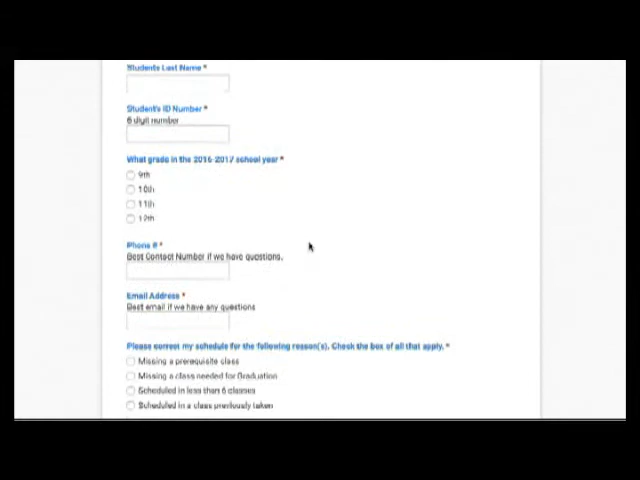 Students Last Name *
Student's ID Number *
6 digit number
What grade in the 2016-2017 school year *
9th
10th
11th
12th
Phone # *
Best Contact Number if we have questions.
Email Address *
Best email if we have any questions
Please correct my schedule for the following reason(s). Check the box of all that apply. *
Missing a prerequisite class
Missing a class needed for Graduation
Scheduled in less than 6 classes
Scheduled in a class previously taken